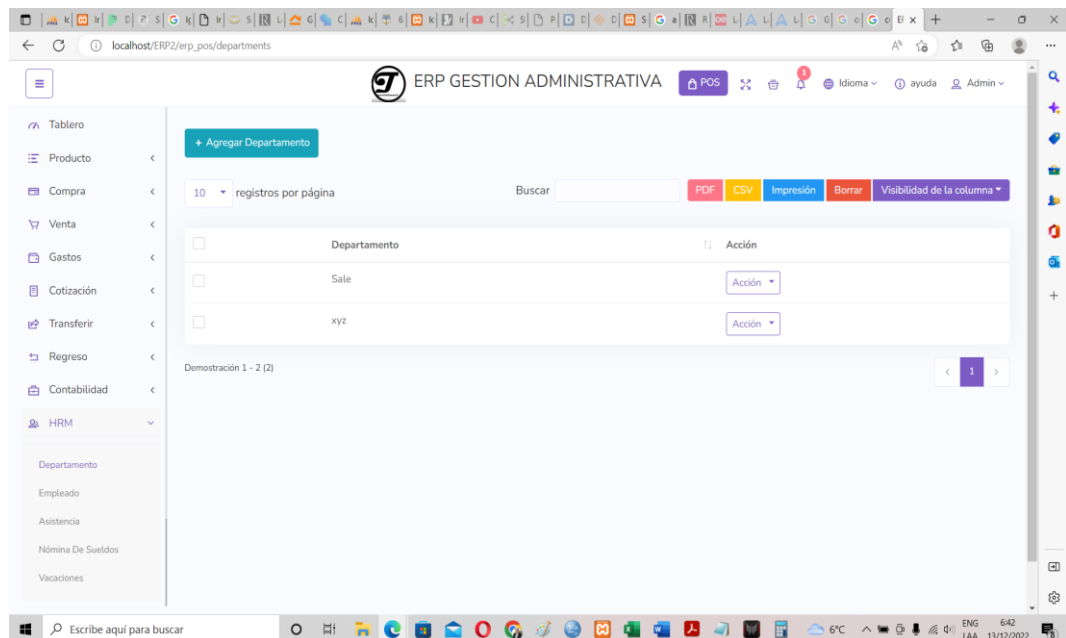 localhost/ERP2/erp_pos/departments
ERP GESTION ADMINISTRATIVA
POS
1
Idioma
ayuda
Admin
Tablero
Producto
Compra
Venta
Gastos
Cotización
Transferir
Regreso
Contabilidad
HRM
Departamento
Empleado
Asistencia
Nómina De Sueldos
Vacaciones
+ Agregar Departamento
10 registros por página
Buscar
PDF CSV Impresión Borrar Visibilidad de la columna
Departamento Acción
Sale Acción
xyz Acción
Demostración 1 - 2 (2)
< 1 >
Escribe aquí para buscar
6°C
ENG 6:42
LAA 13/12/2022